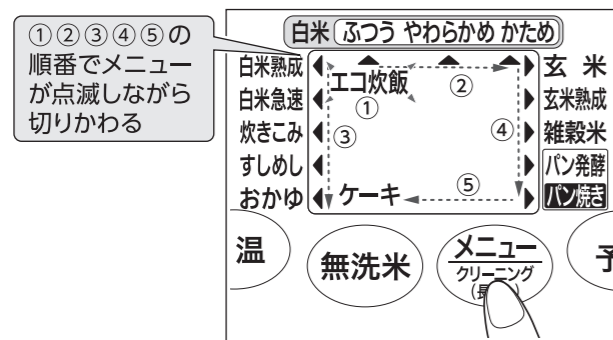 ①②③④⑤の
順番でメニュー
が点滅しながら
切りかわる
白米 ふつう やわらかめ かため
白米熟成
白米急速
炊きこみ
すしめし
おかゆ
エコ炊飯
①
②
③
④
⑤
ケーキ
玄 米
玄米熟成
雑穀米
パン発酵
パン焼き
温
無洗米
メニュー
クリーニング